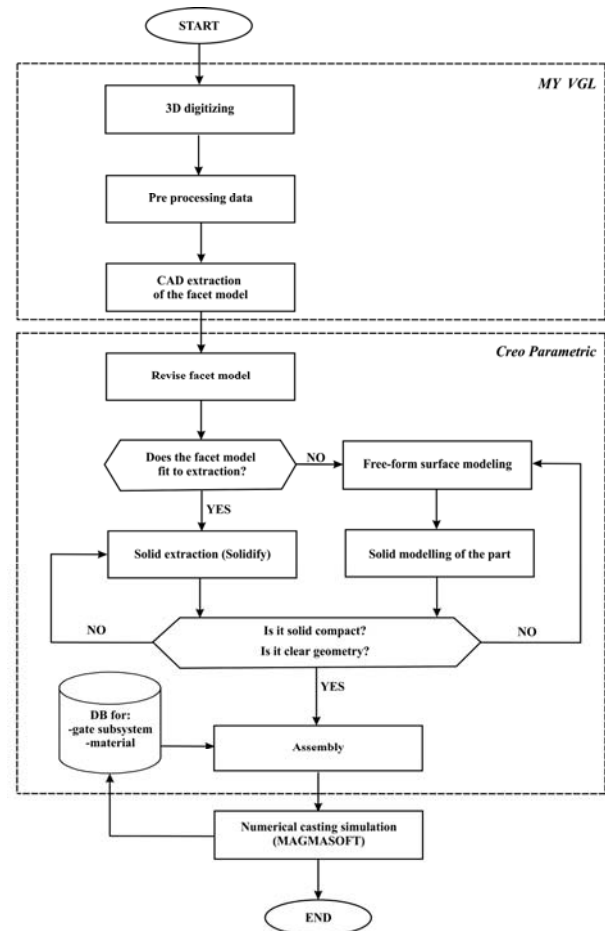 START
MY VGL
3D digitizing
Pre processing data
CAD extraction
of the facet model
Creo Parametric
Revise facet model
Does the facet model
fit to extraction?
NO
Free-form surface modeling
YES
Solid extraction (Solidify)
Solid modelling of the part
NO
Is it solid compact?
Is it clear geometry?
NO
YES
DB for:
-gate subsystem
-material
Assembly
Numerical casting simulation
(MAGMASOFT)
END